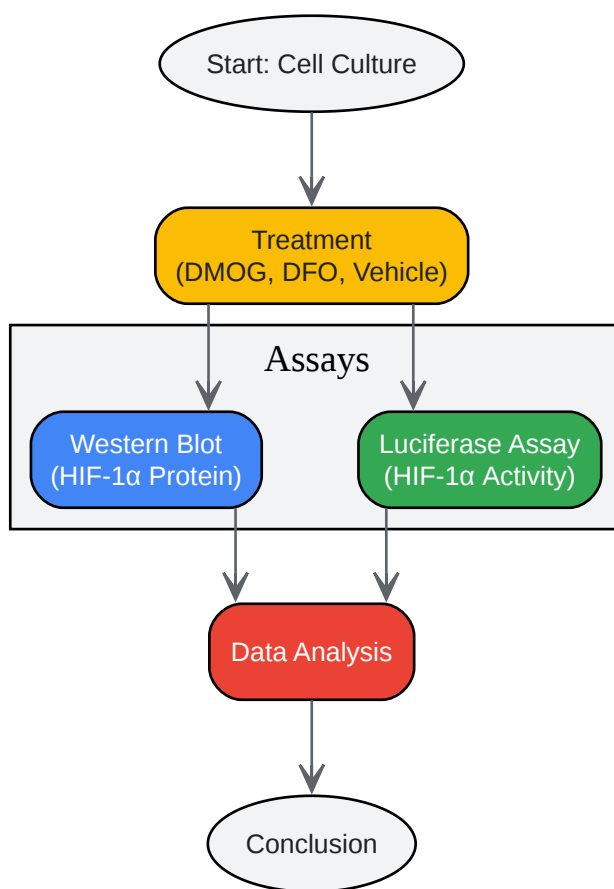 Start: Cell Culture
Treatment
(DMOG, DFO, Vehicle)
Assays
Western Blot
(HIF-1α Protein)
Luciferase Assay
(HIF-1α Activity)
Data Analysis
Conclusion